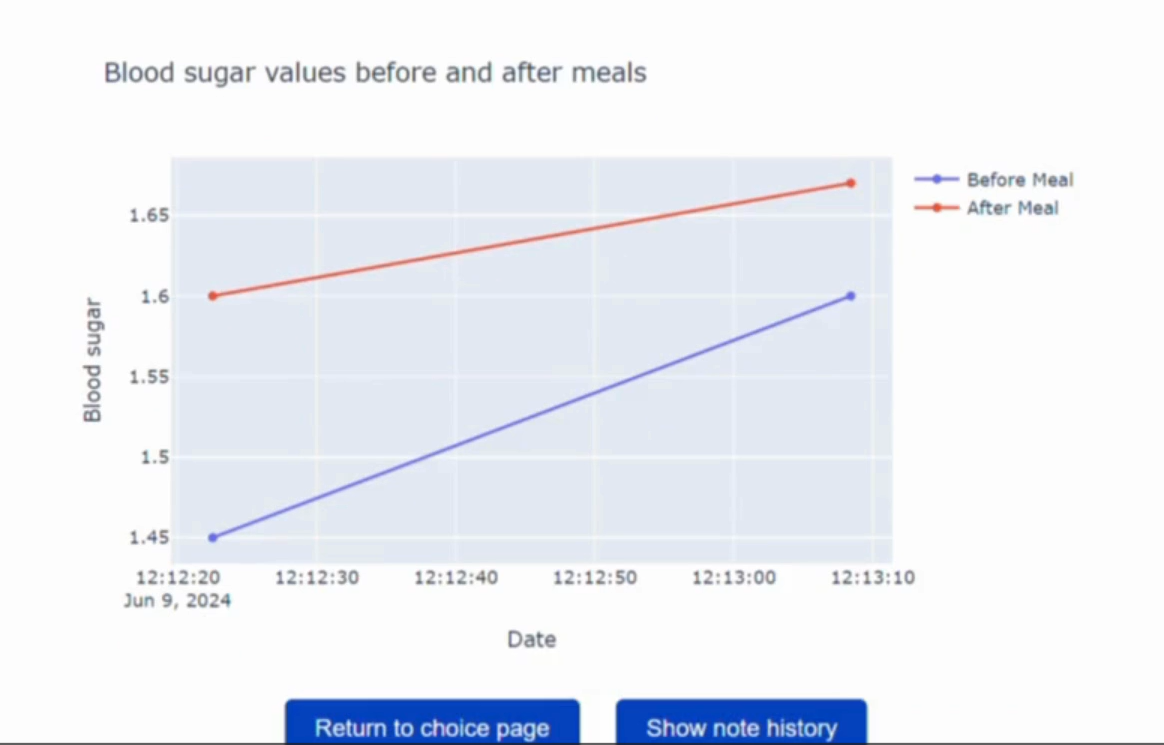 Blood sugar values before and after meals
Before Meal
After Meal
1.65
1.6
1.55
1.5
1.45
Blood sugar
12:12:20 12:12:30 12:12:40 12:12:50 12:13:00 12:13:10
Jun 9, 2024
Date
Return to choice page Show note history